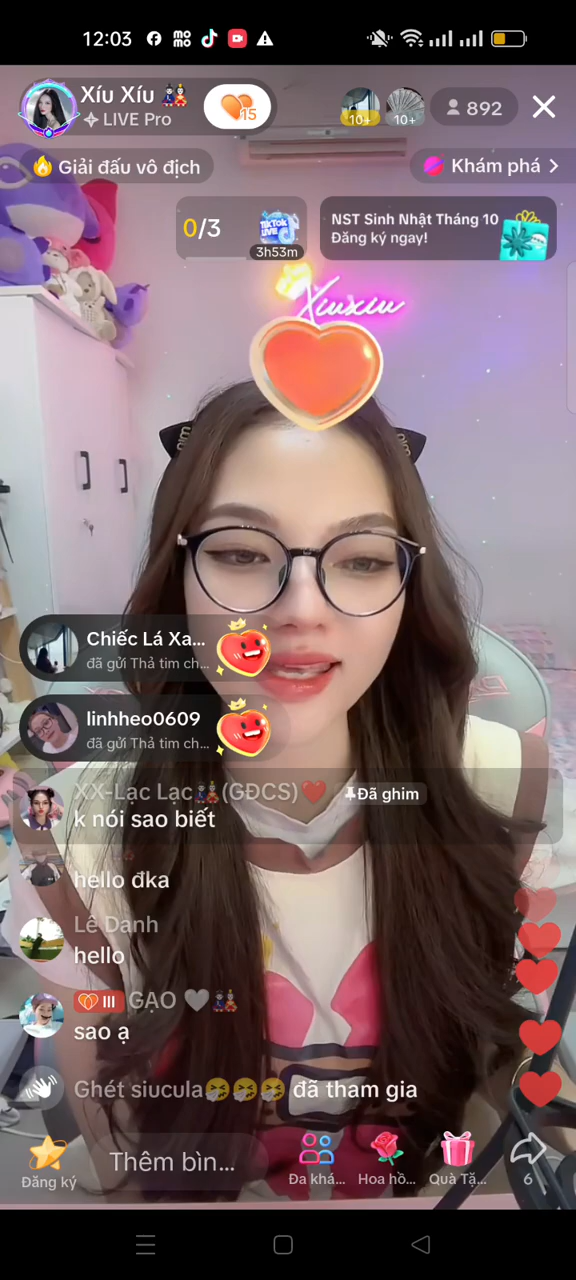 12:03
Xíu Xíu
LIVE Pro
15
10+
10+
892
Giải đấu vô địch
Khám phá
0/3
TikTok LIVE
3h53m
NST Sinh Nhật Tháng 10
Đăng ký ngay!
Xiuxiu
Chiếc Lá Xa...
đã gửi Thả tim ch...
linhheo0609
đã gửi Thả tim ch...
XX-Lạc Lạc🎎(GĐCS)❤️ Đã ghim
k nói sao biết
hello đka
Lê Danh
hello
III GẠO 🤍🎎
sao ạ
Ghét siucula🤧🤧🤧 đã tham gia
Thêm bìn...
Đăng ký
Đa khá...
Hoa hồ...
Quà Tặ...
6